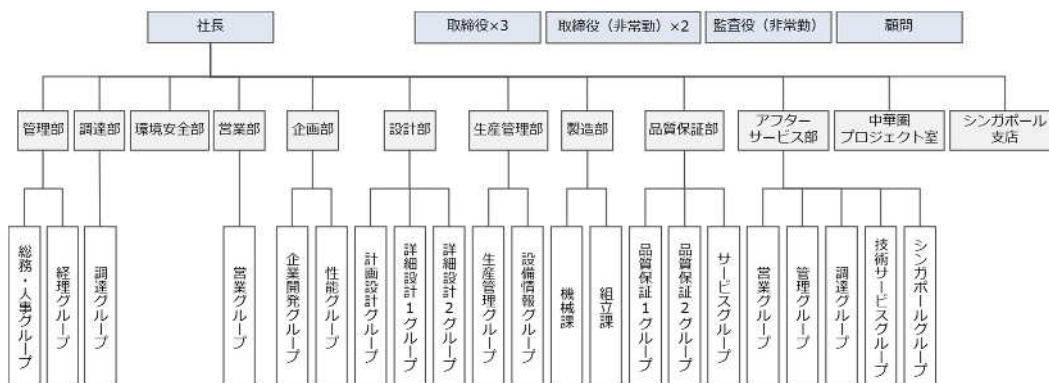 社長
取締役×3
取締役（非常勤）×2
監査役（非常勤）
顧問
管理部
調達部
環境安全部
営業部
企画部
設計部
生産管理部
製造部
品質保証部
アフター
サービス部
中華圏
プロジェクト室
シンガポール
支店
総務・人事グループ
経理グループ
調達グループ
営業グループ
企業開発グループ
性能グループ
計画設計グループ
詳細設計1グループ
詳細設計2グループ
生産管理グループ
設備情報グループ
機械課
組立課
品質保証1グループ
品質保証2グループ
サービスグループ
営業グループ
管理グループ
調達グループ
技術サービスグループ
シンガポールグループ